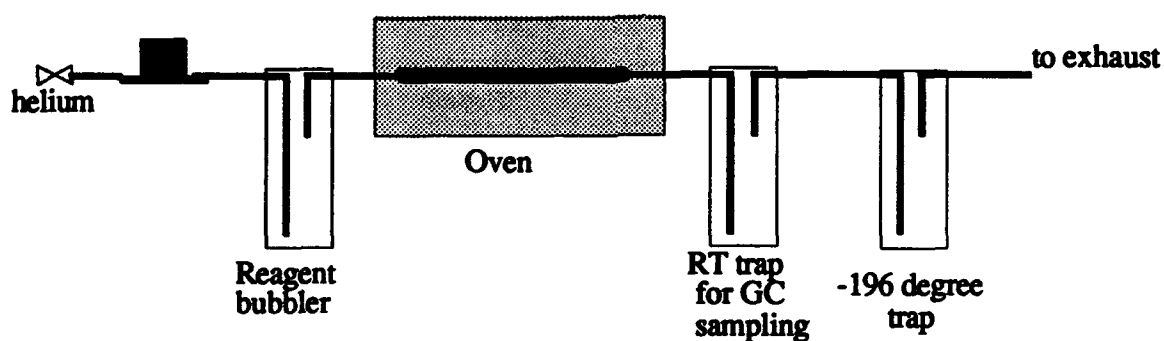 to exhaust
helium
Oven
Reagent
bubbler
RT trap
for GC
sampling
-196 degree
trap